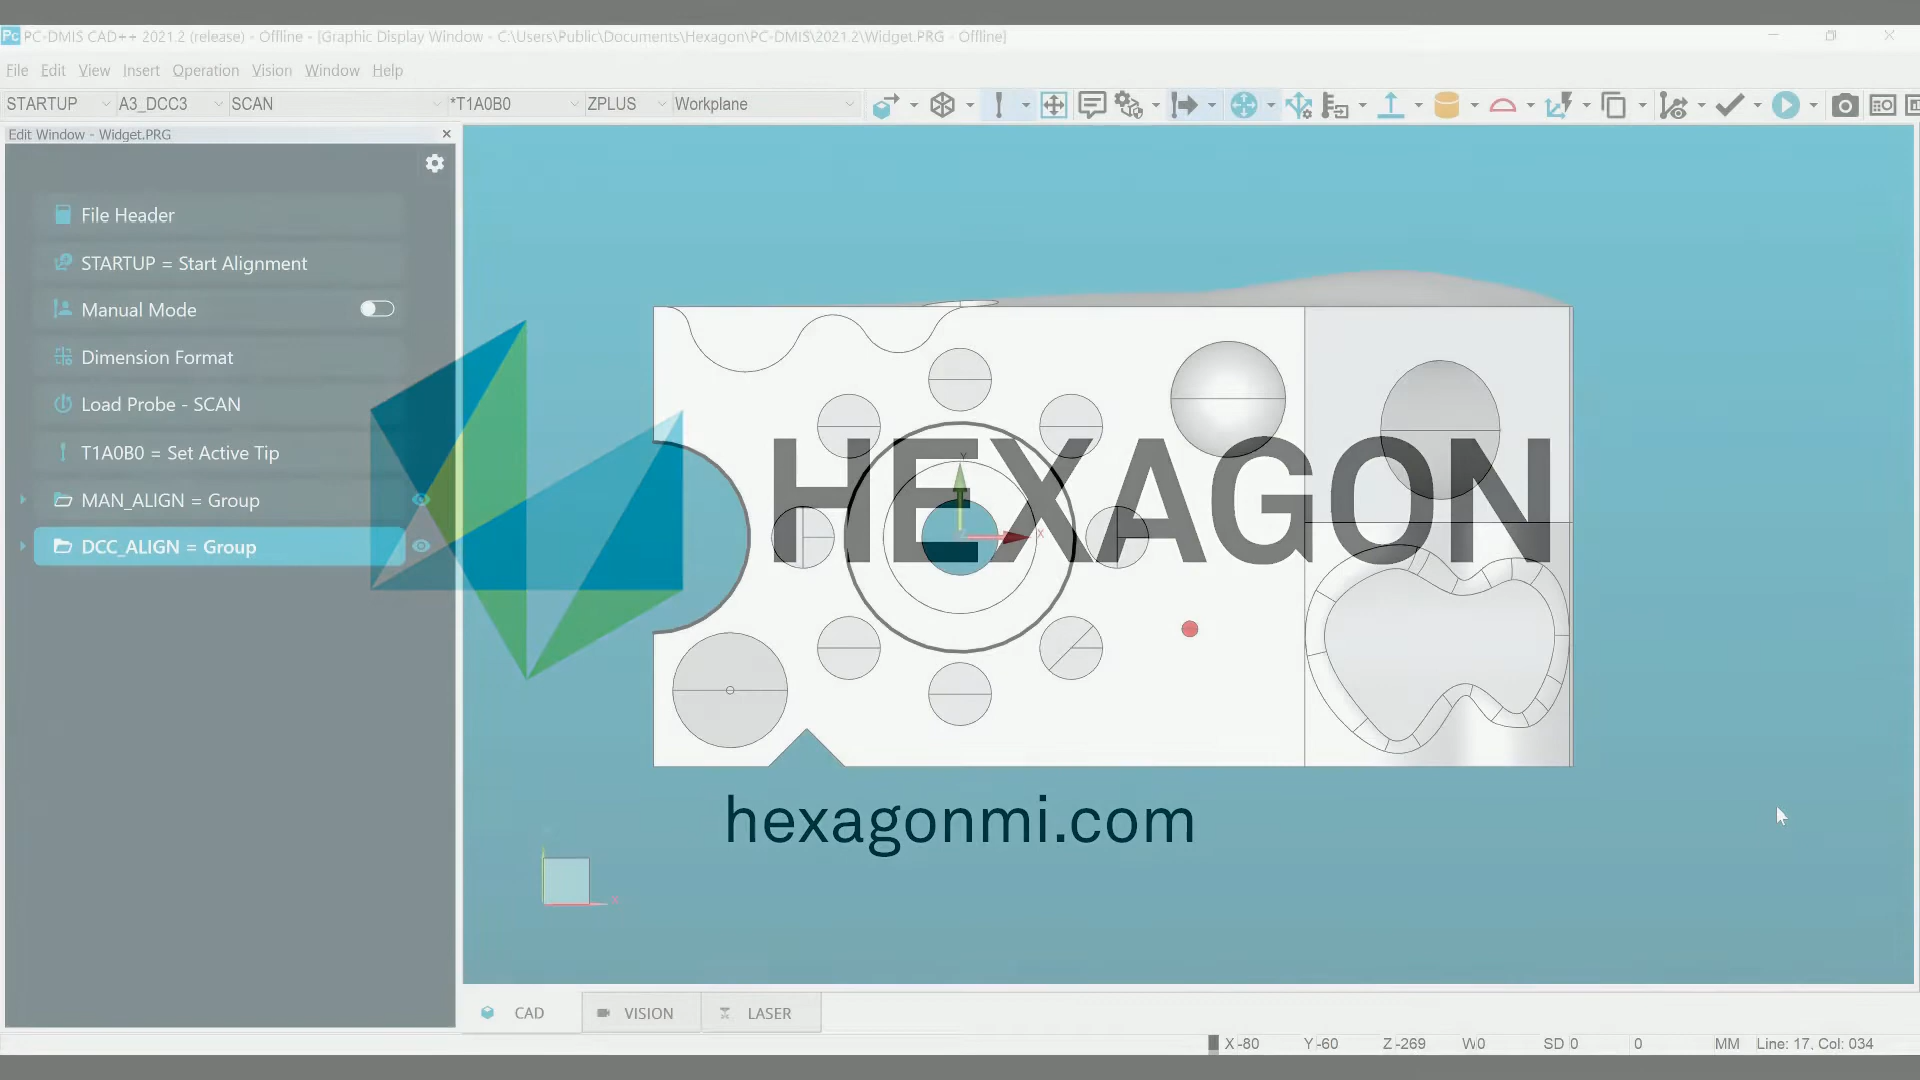 PC-DMIS CAD++ 2021.2 (release) - Offline - [Graphic Display Window - C:\Users\Public\Documents\Hexagon\PC-DMIS\2021.2\Widget.PRG - Offline]
File Edit View Insert Operation Vision Window Help
STARTUP A3_DCC3 SCAN *T1A0B0 ZPLUS Workplane
Edit Window - Widget.PRG
File Header
STARTUP = Start Alignment
Manual Mode
Dimension Format
Load Probe - SCAN
T1A0B0 = Set Active Tip
MAN_ALIGN = Group
DCC_ALIGN = Group
HEXAGON
Y
X
hexagonmi.com
X
CAD VISION LASER
X -80 Y -60 Z -269 W0 SD 0 0 MM Line: 17, Col: 034